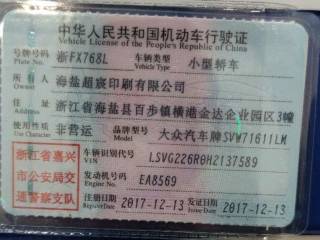 中华人民共和国机动车行驶证
Vehicle License of the People's Republic of China
号牌号码 浙FX768L 车辆类型 小型轿车
Plate No. Vehicle Type
所有人 海盐超宸印刷有限公司
Owner
住址 浙江省海盐县百步镇横港金达企业园区3幢
Address
使用性质 非营运 品牌型号 大众汽车牌SVW71611LM
Use Character Model
浙江省嘉兴
市公安局交
通警察支队
车辆识别代号 LSVG226R0H2137589
VIN
发动机号码 EA8569
Engine No.
注册日期 2017-12-13 发证日期 2017-12-13
Register Date Issue Date